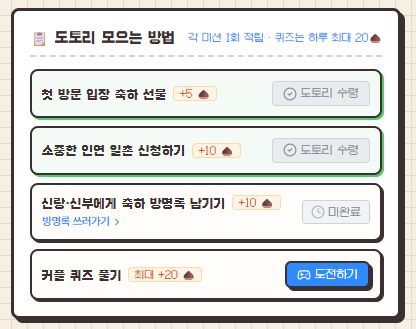 도토리 모으는 방법
각 미션 1회 적립 · 퀴즈는 하루 최대 20
첫 방문 입장 축하 선물 +5
도토리 수령
소중한 인연 일촌 신청하기 +10
도토리 수령
신랑·신부에게 축하 방명록 남기기 +10
방명록 쓰러가기 >
미완료
커플 퀴즈 풀기 최대 +20
도전하기